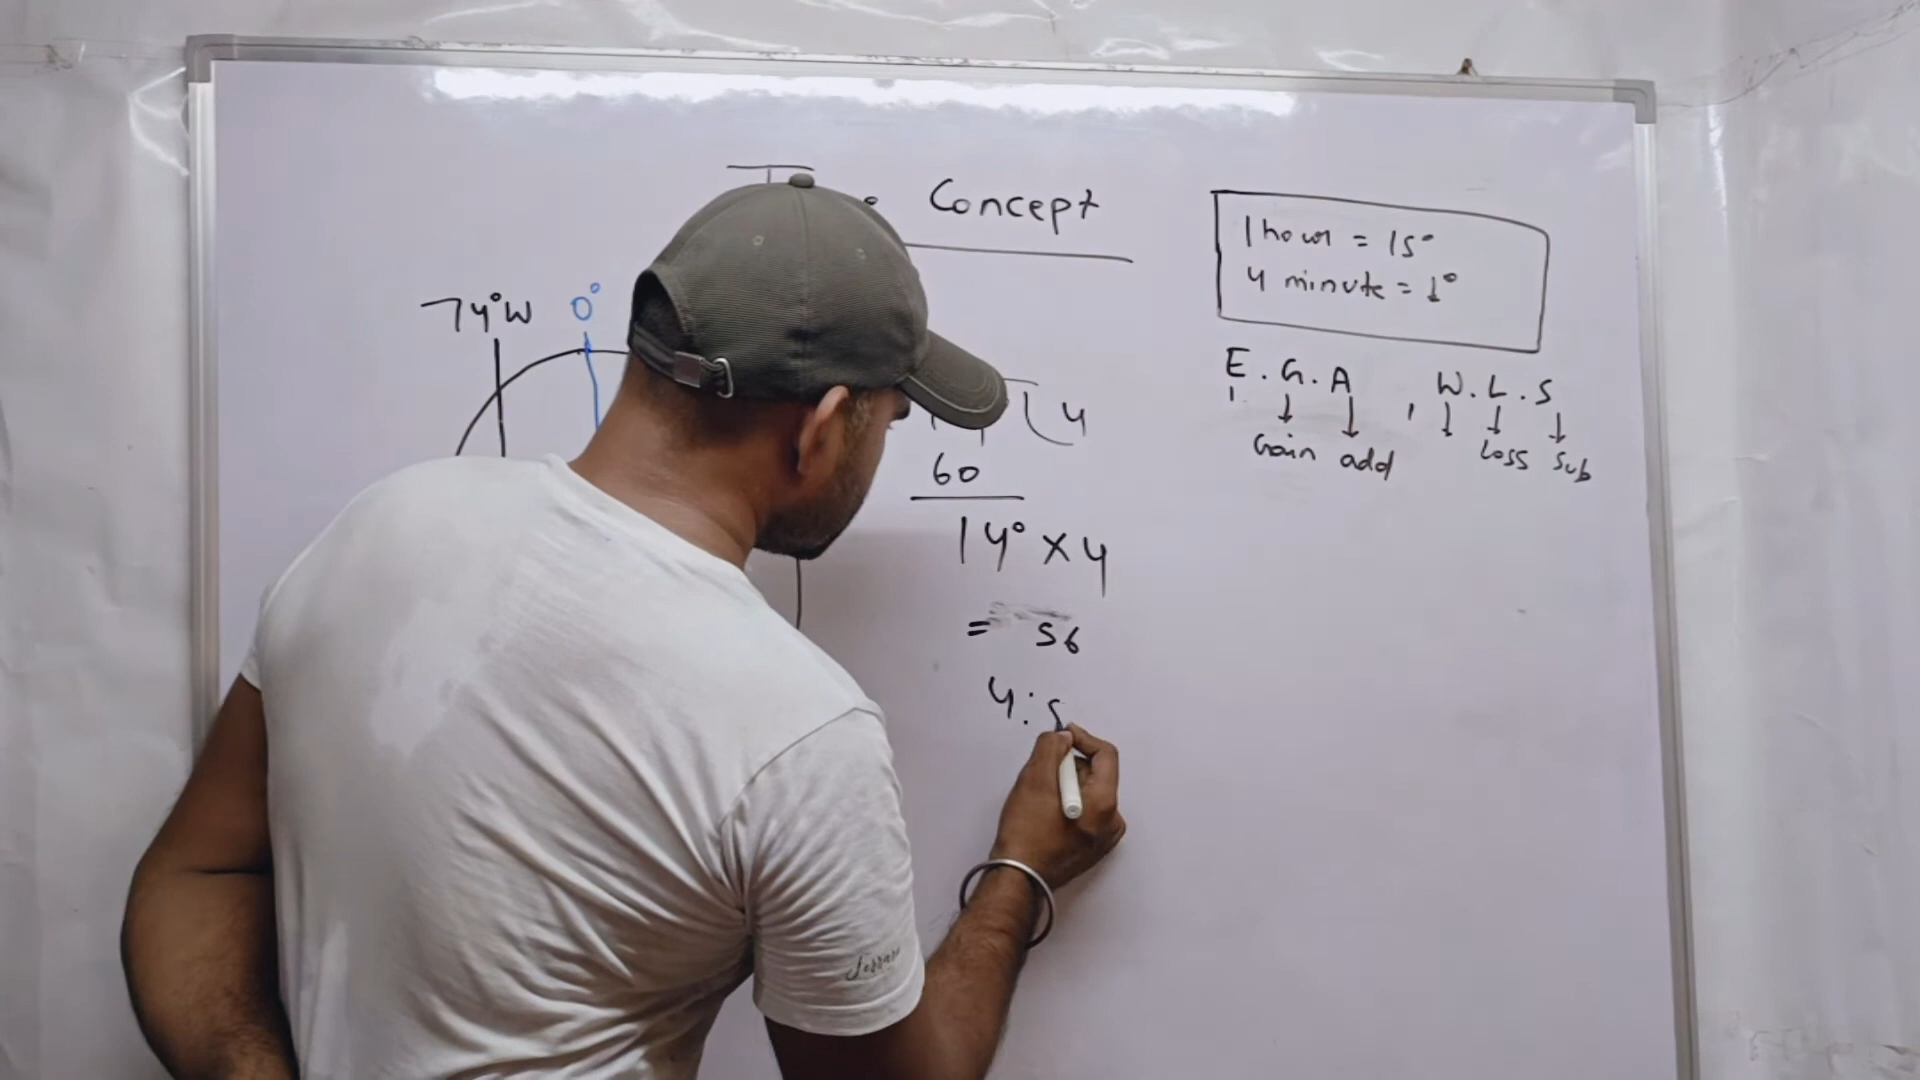 Concept
1 hour = 15°
4 minute = 1°
74°W 0°
E. G. A , W. L. S
Gain add Loss Sub
4
60
14° × 4
= 56
4:5